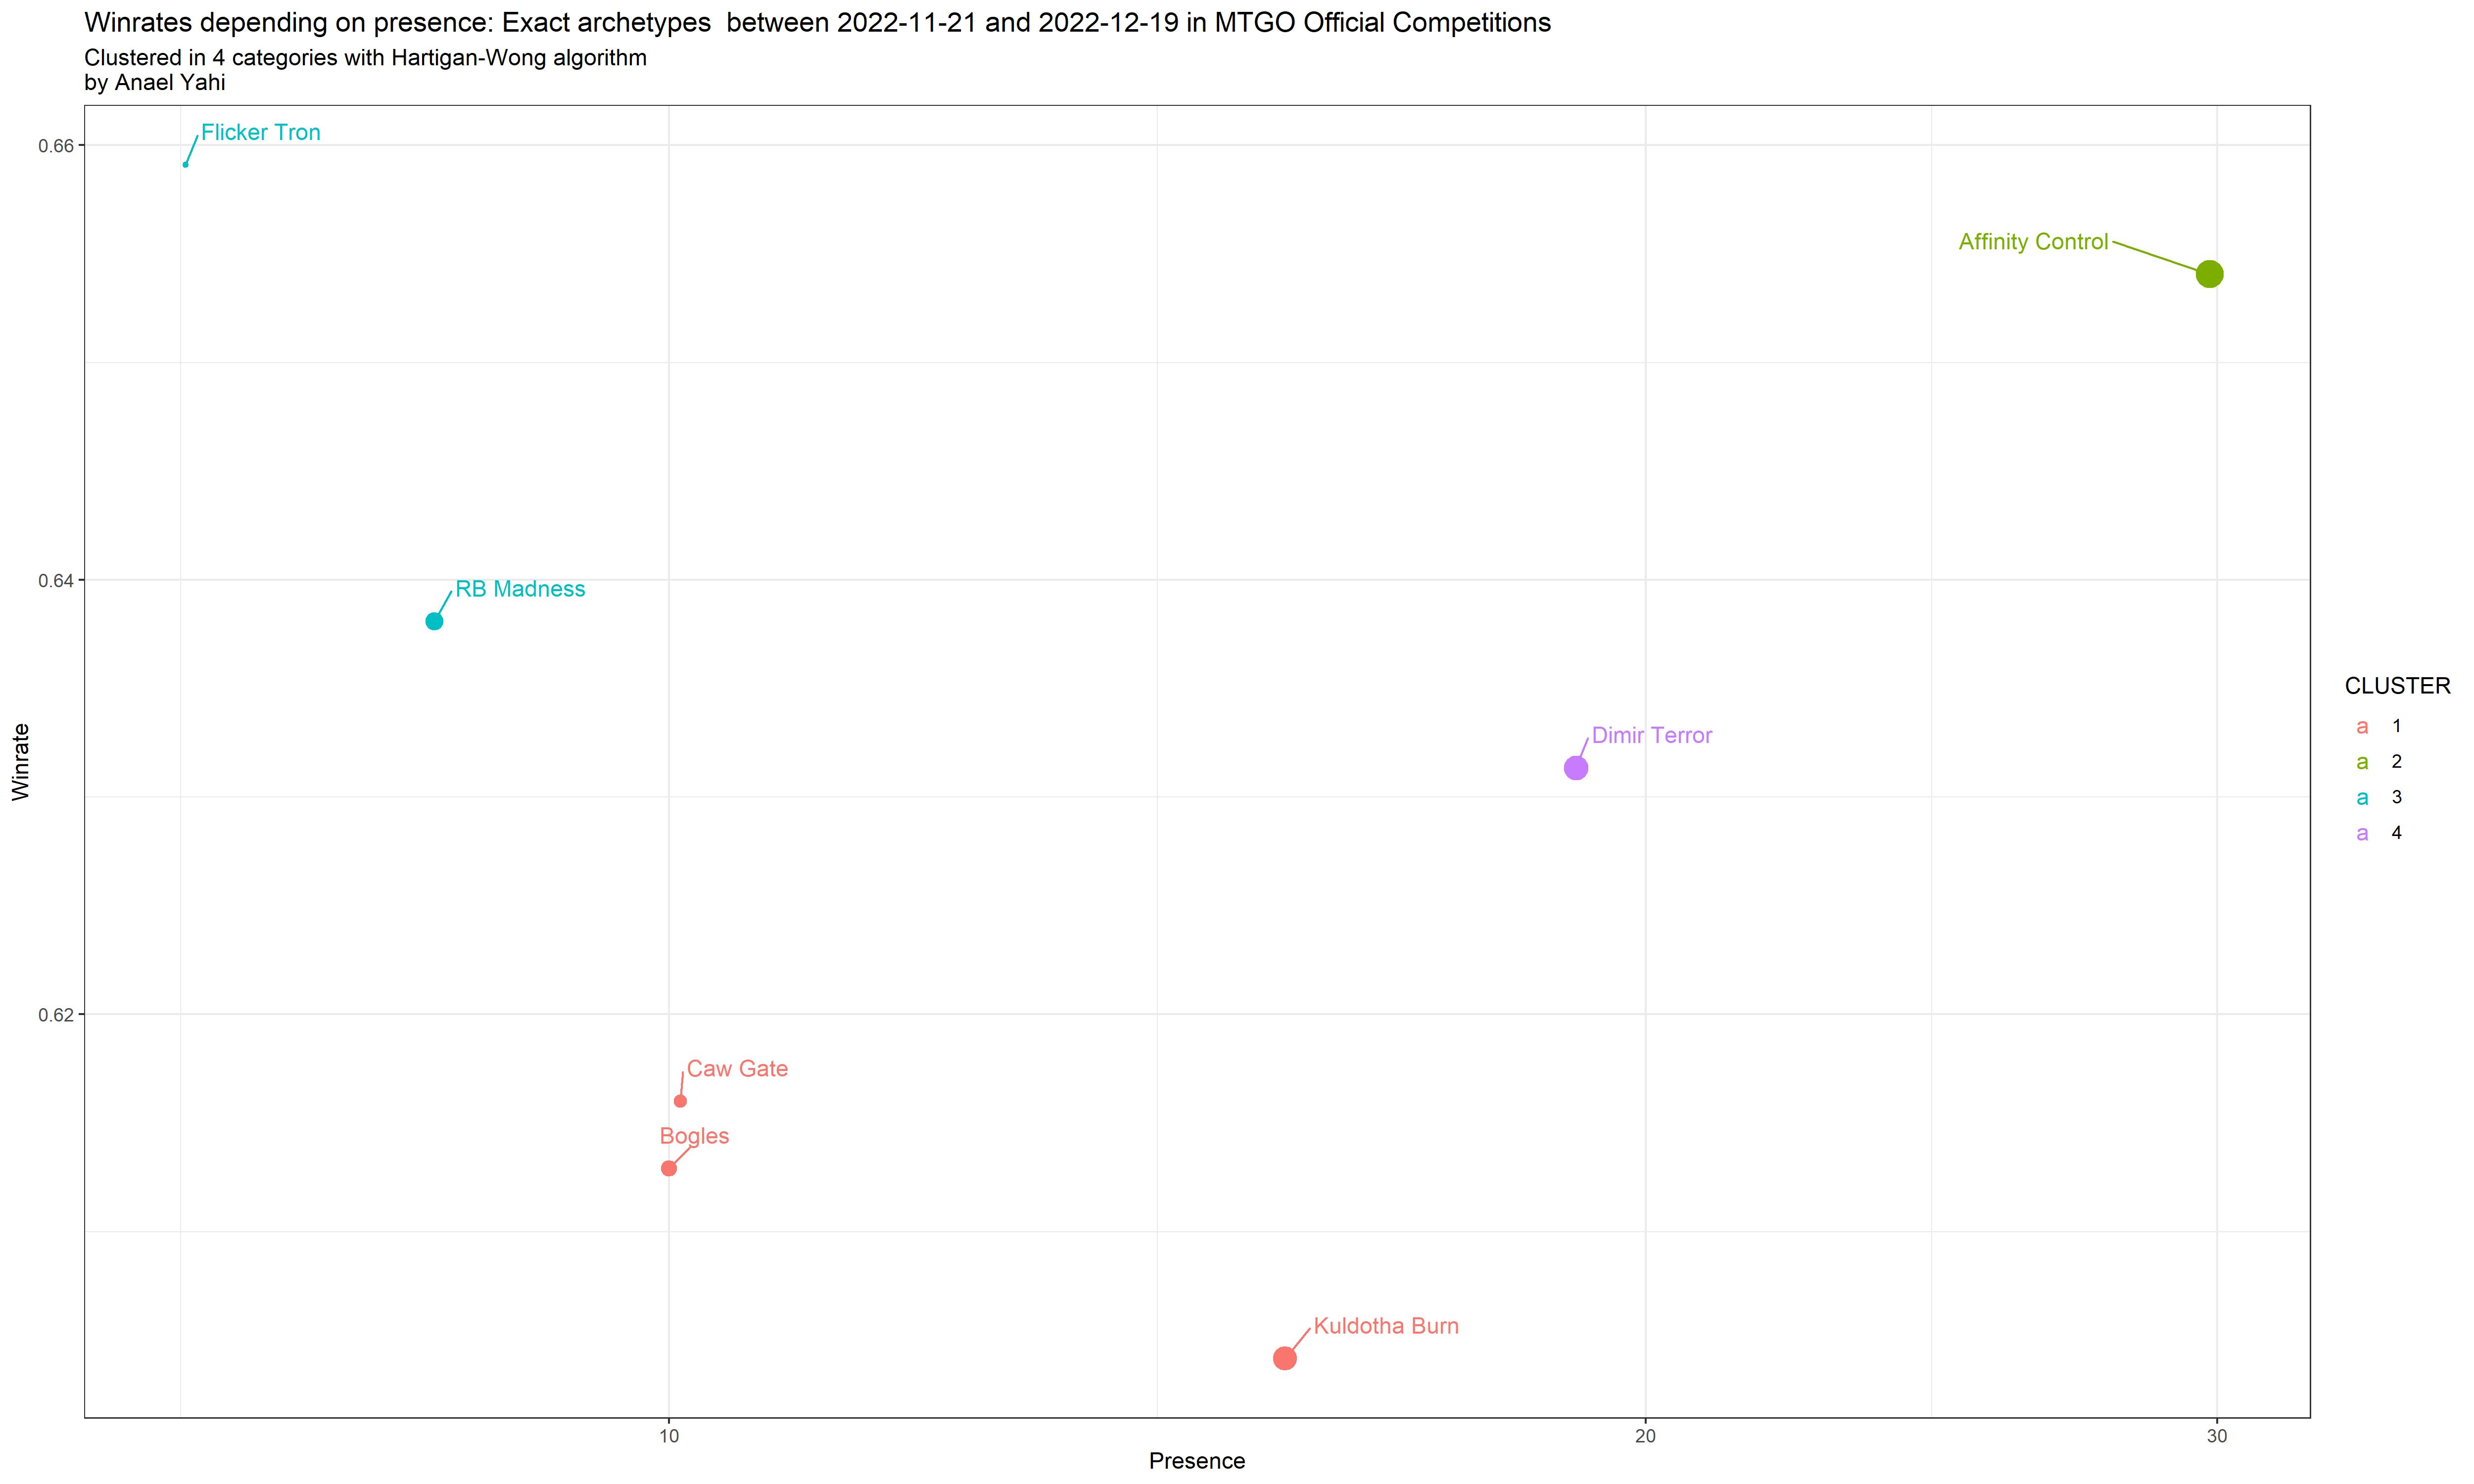 Winrates depending on presence: Exact archetypes  between 2022-11-21 and 2022-12-19 in MTGO Official Competitions
Clustered in 4 categories with Hartigan-Wong algorithm
by Anael Yahi
Flicker Tron
0.66
Affinity Control
0.64
RB Madness
Dimir Terror
Winrate
0.62
Caw Gate
Bogles
Kuldotha Burn
10
20
30
Presence
CLUSTER
a 1
a 2
a 3
a 4